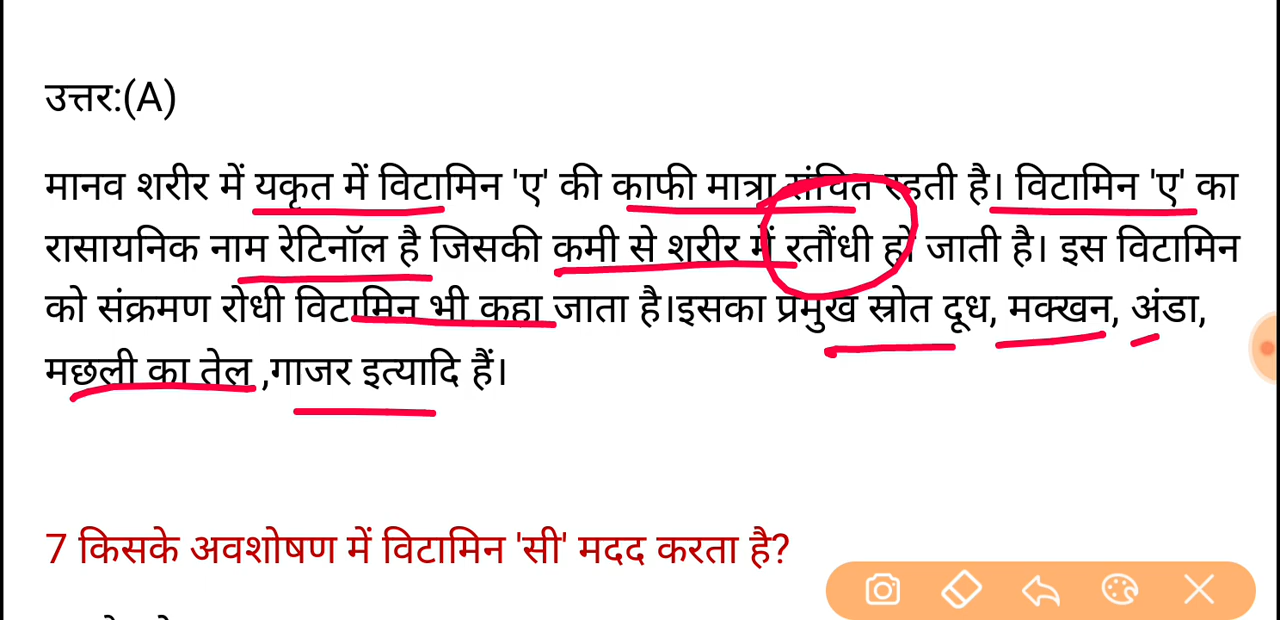 उत्तर:(A)
मानव शरीर में यकृत में विटामिन 'ए' की काफी मात्रा संचित रहती है। विटामिन 'ए' का
रासायनिक नाम रेटिनॉल है जिसकी कमी से शरीर में रतौंधी हो जाती है। इस विटामिन
को संक्रमण रोधी विटामिन भी कहा जाता है।इसका प्रमुख स्रोत दूध, मक्खन, अंडा,
मछली का तेल ,गाजर इत्यादि हैं।
7 किसके अवशोषण में विटामिन 'सी' मदद करता है?